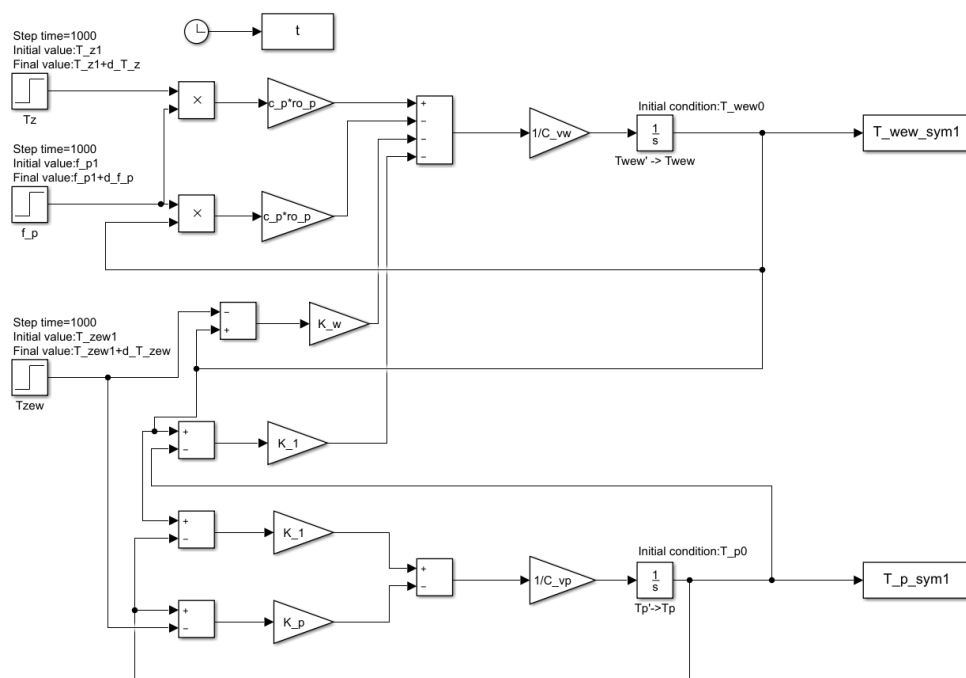 Step time=1000
Initial value:T_z1
Final value:T_z1+d_T_z
Tz
t
×
c_p*ro_p
+
−
−
−
1/C_vw
Initial condition:T_wew0
1
s
Twew' -> Twew
T_wew_sym1
Step time=1000
Initial value:f_p1
Final value:f_p1+d_f_p
f_p
×
c_p*ro_p
Step time=1000
Initial value:T_zew1
Final value:T_zew1+d_T_zew
Tzew
−
+
K_w
+
−
K_1
+
−
K_1
+
−
1/C_vp
Initial condition:T_p0
1
s
Tp'->Tp
T_p_sym1
+
−
K_p